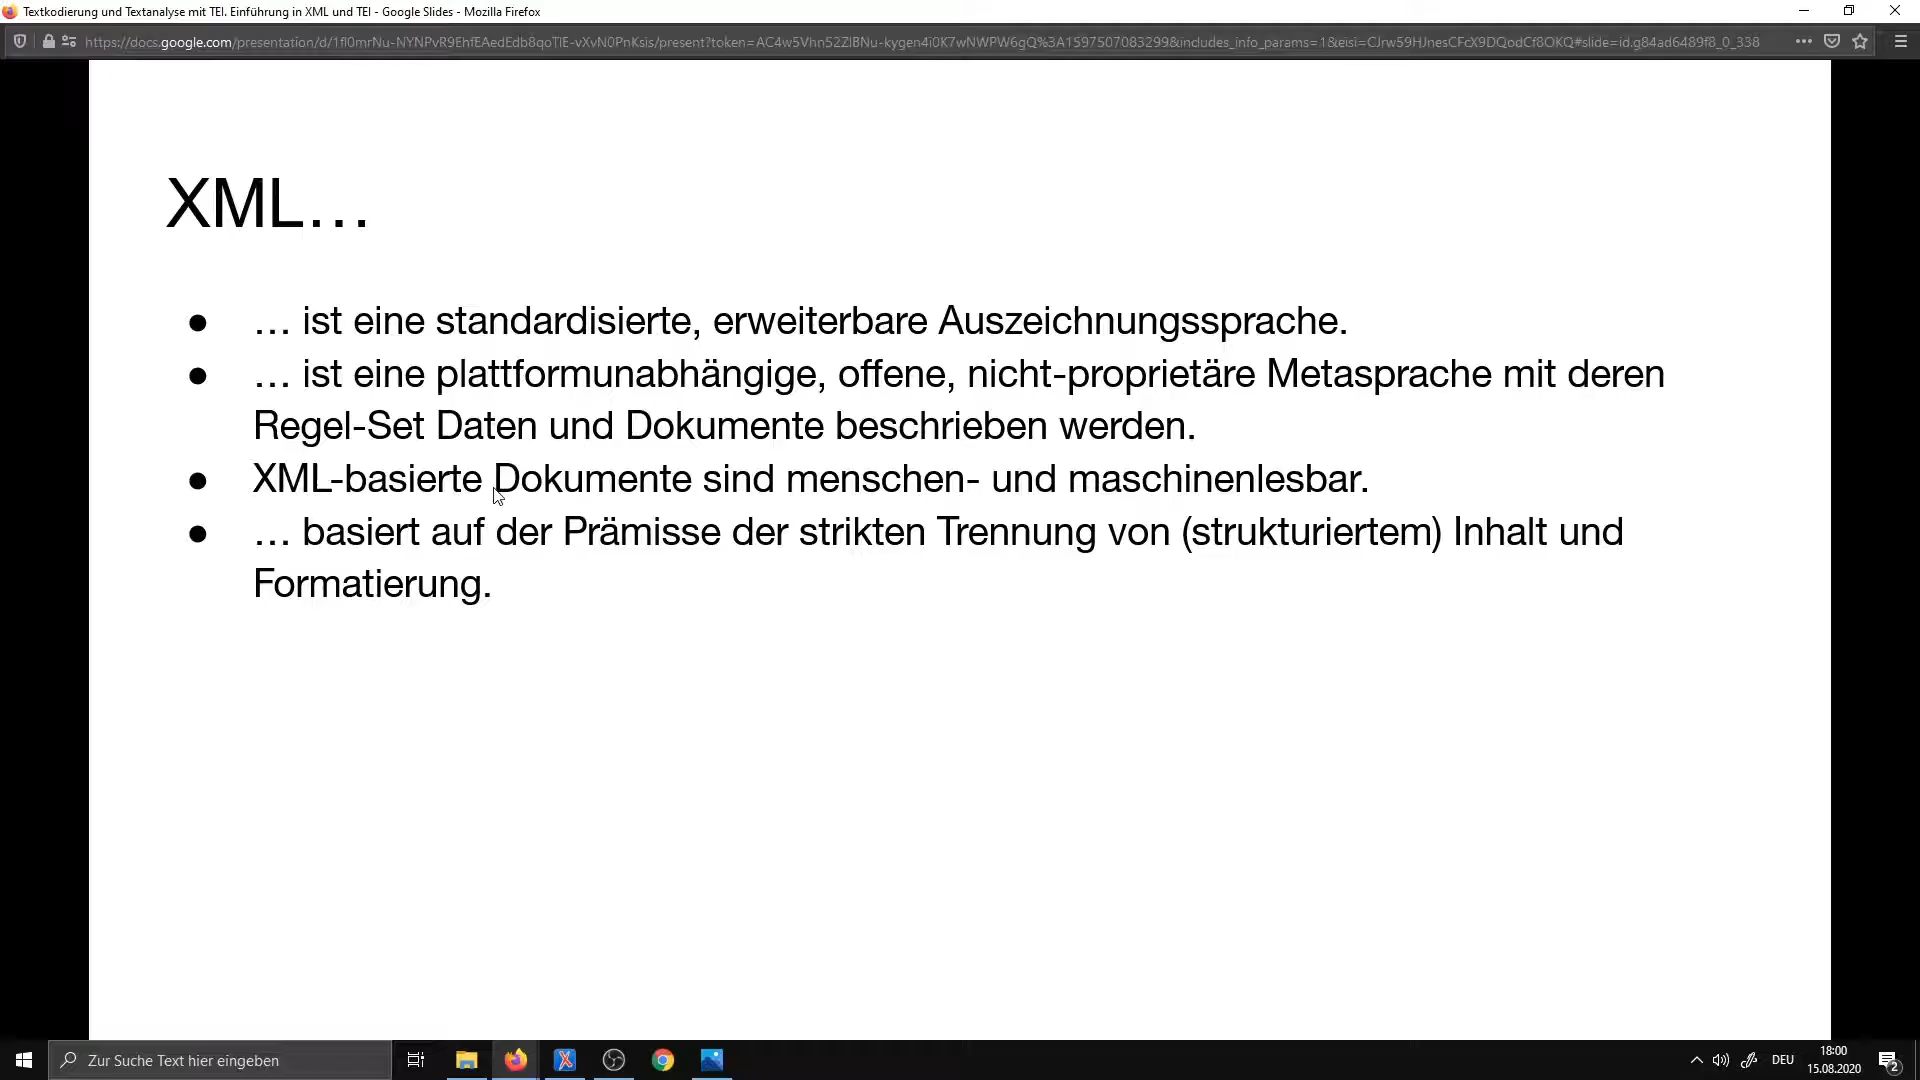 Textkodierung und Textanalyse mit TEI. Einführung in XML und TEI - Google Slides - Mozilla Firefox
XML…
● … ist eine standardisierte, erweiterbare Auszeichnungssprache.
● … ist eine plattformunabhängige, offene, nicht-proprietäre Metasprache mit deren
Regel-Set Daten und Dokumente beschrieben werden.
● XML-basierte Dokumente sind menschen- und maschinenlesbar.
● … basiert auf der Prämisse der strikten Trennung von (strukturiertem) Inhalt und
Formatierung.
Zur Suche Text hier eingeben
DEU
18:00
15.08.2020
2